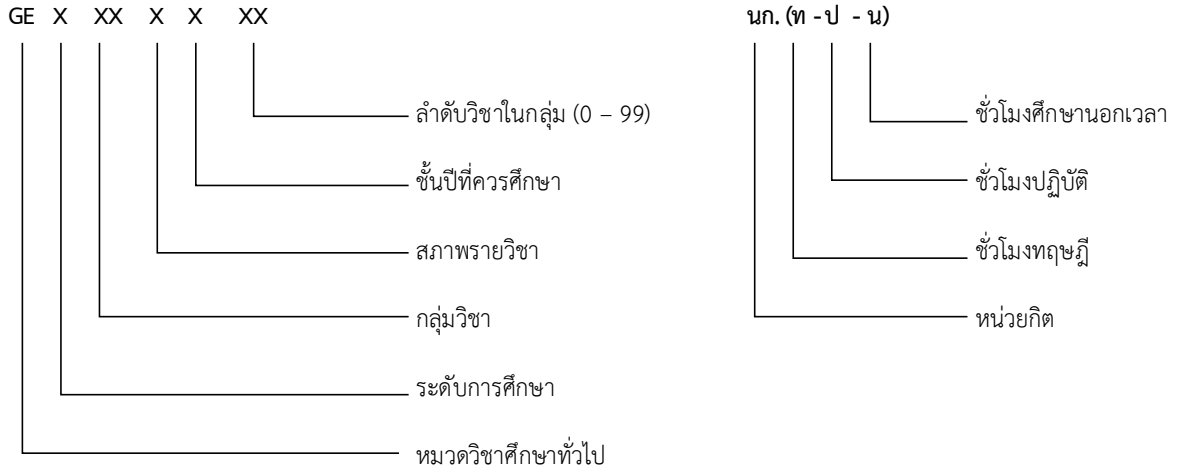 GE X XX X X XX นก. (ท - ป - น)
ลำดับวิชาในกลุ่ม (0 – 99) ชั่วโมงศึกษานอกเวลา
ชั้นปีที่ควรศึกษา ชั่วโมงปฏิบัติ
สภาพรายวิชา ชั่วโมงทฤษฎี
กลุ่มวิชา หน่วยกิต
ระดับการศึกษา
หมวดวิชาศึกษาทั่วไป